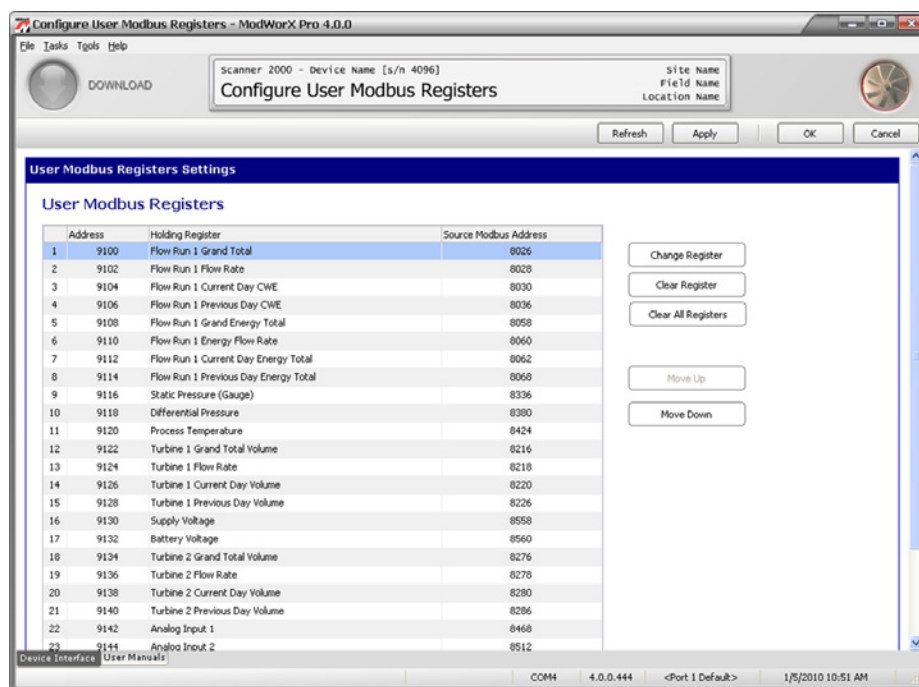 Configure User Modbus Registers - ModWorX Pro 4.0.0
File Tasks Tools Help
DOWNLOAD
Scanner 2000 - Device Name [s/n 4096]
Configure User Modbus Registers
Site Name
Field Name
Location Name
Refresh Apply OK Cancel
User Modbus Registers Settings
User Modbus Registers
Address Holding Register Source Modbus Address
1 9100 Flow Run 1 Grand Total 8026
2 9102 Flow Run 1 Flow Rate 8028
3 9104 Flow Run 1 Current Day CWE 8030
4 9106 Flow Run 1 Previous Day CWE 8036
5 9108 Flow Run 1 Grand Energy Total 8058
6 9110 Flow Run 1 Energy Flow Rate 8060
7 9112 Flow Run 1 Current Day Energy Total 8062
8 9114 Flow Run 1 Previous Day Energy Total 8068
9 9116 Static Pressure (Gauge) 8336
10 9118 Differential Pressure 8380
11 9120 Process Temperature 8424
12 9122 Turbine 1 Grand Total Volume 8216
13 9124 Turbine 1 Flow Rate 8218
14 9126 Turbine 1 Current Day Volume 8220
15 9128 Turbine 1 Previous Day Volume 8226
16 9130 Supply Voltage 8558
17 9132 Battery Voltage 8560
18 9134 Turbine 2 Grand Total Volume 8276
19 9136 Turbine 2 Flow Rate 8278
20 9138 Turbine 2 Current Day Volume 8280
21 9140 Turbine 2 Previous Day Volume 8286
22 9142 Analog Input 1 8468
23 9144 Analog Input 2 8512
Change Register
Clear Register
Clear All Registers
Move Up
Move Down
Device Interface User Manuals
COM4 4.0.0.444 <Port 1 Default> 1/5/2010 10:51 AM